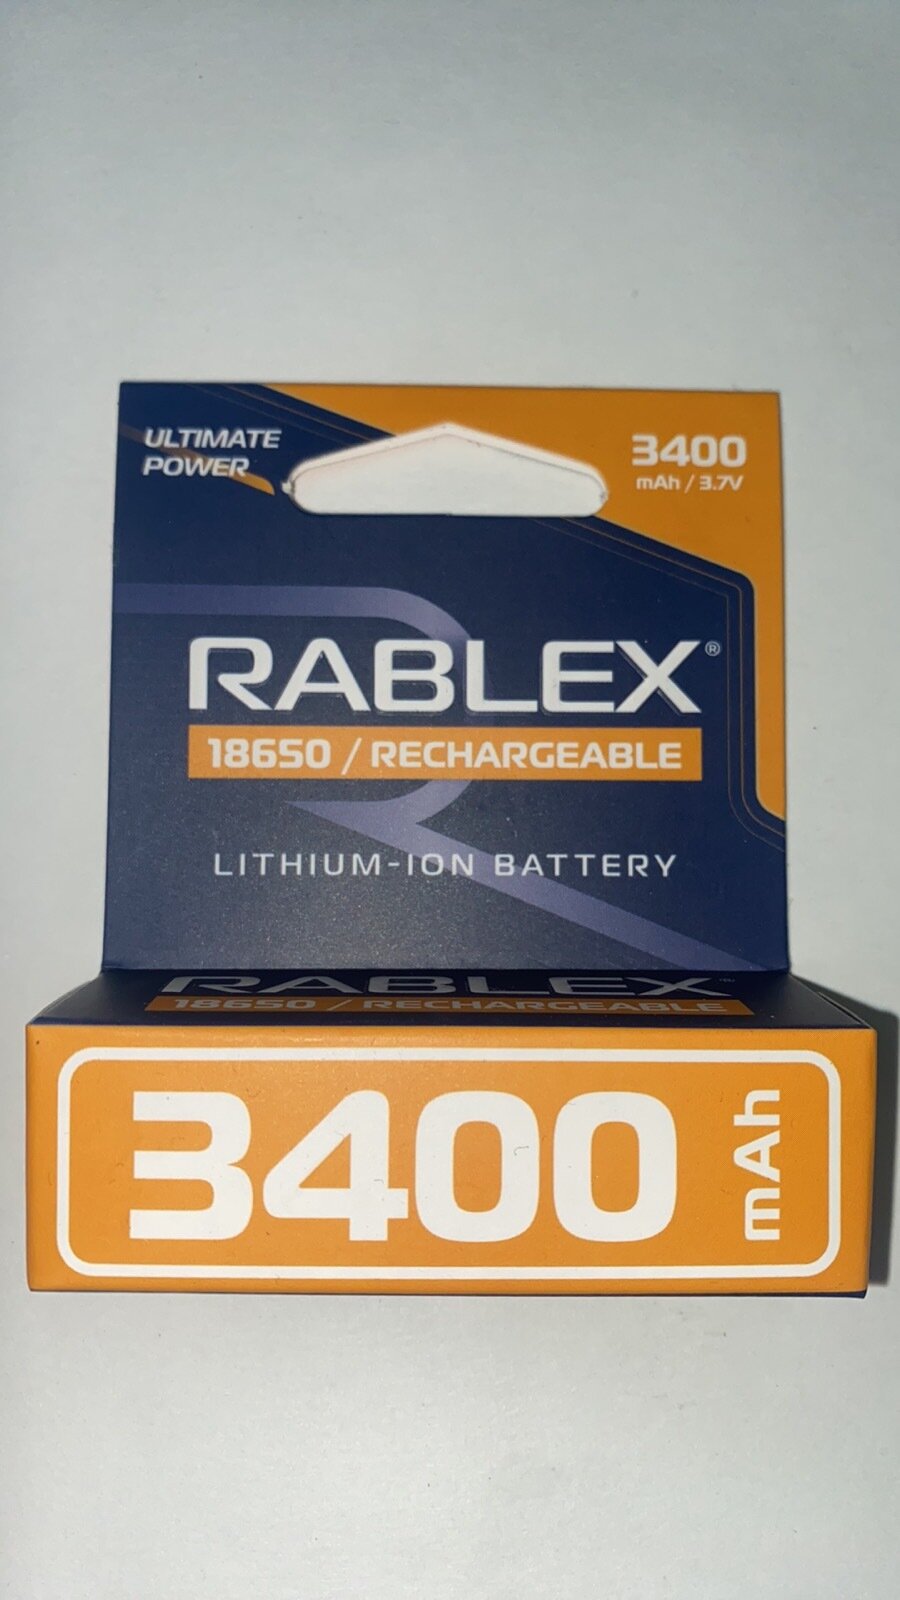 ULTIMATE
POWER
3400
mAh / 3.7V
RABLEX®
18650 / RECHARGEABLE
LITHIUM-ION BATTERY
RABLEX
18650 / RECHARGEABLE
3400
mAh